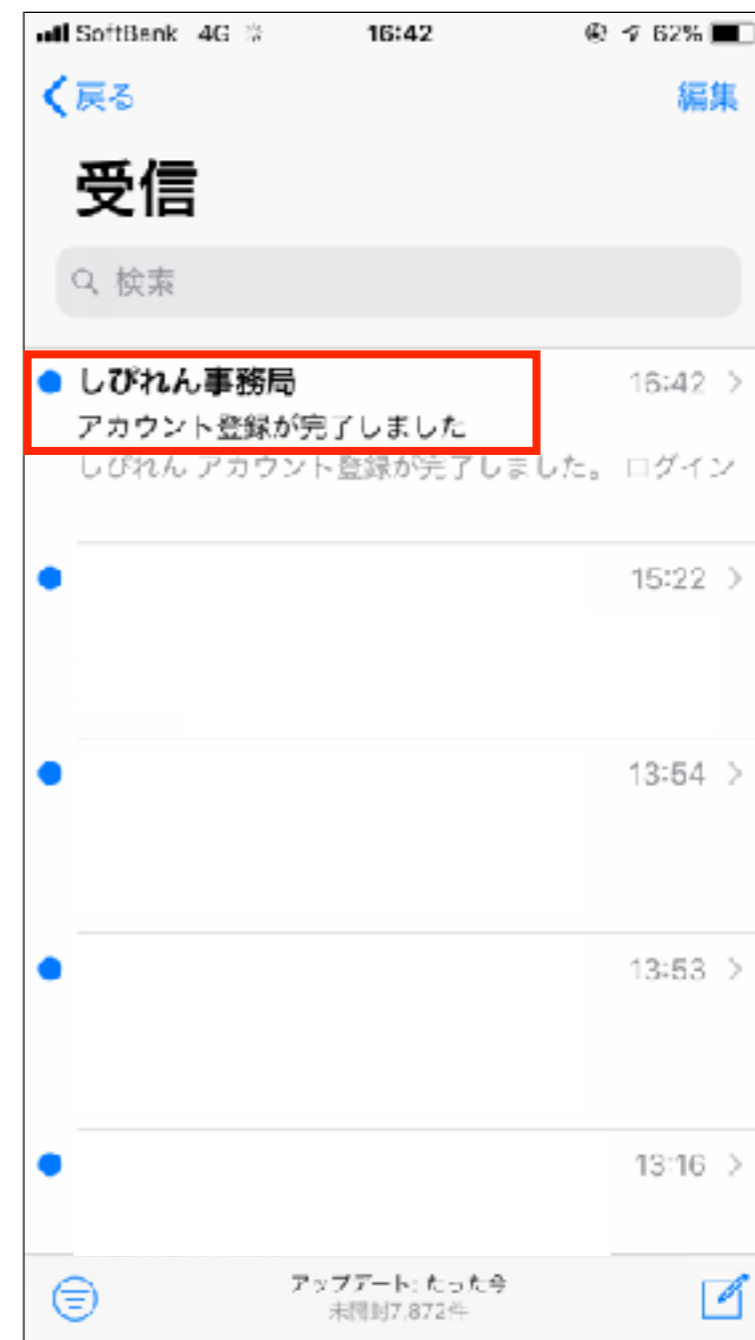 SoftBank 4G 16:42 62%
戻る 編集
受信
検索
しびれん事務局 16:42
アカウント登録が完了しました
しびれん アカウント登録が完了しました。 ログイン
15:22
13:54
13:53
13:16
アップデート: たった今
未開封7,872件